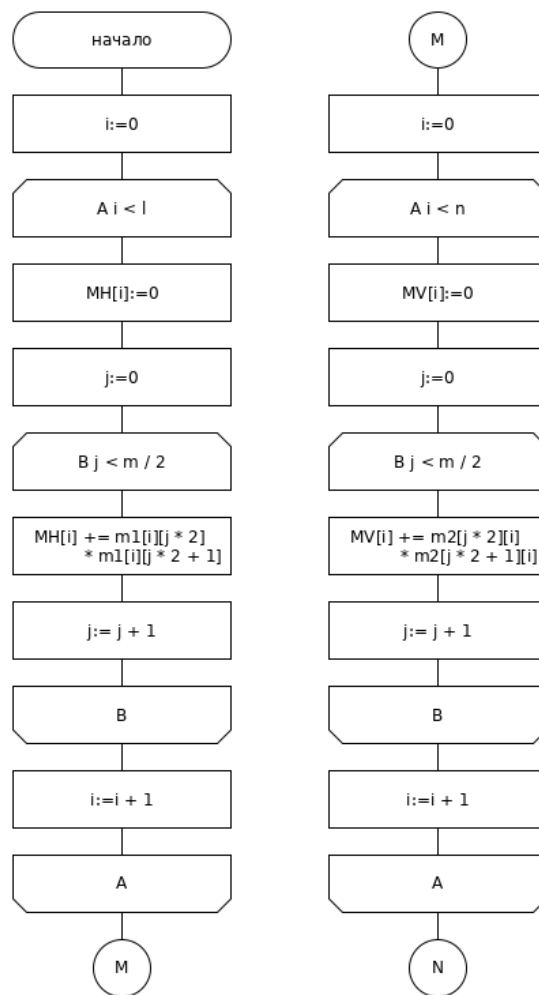 начало
i:=0
A i < l
MH[i]:=0
j:=0
B j < m / 2
MH[i] += m1[i][j * 2]
* m1[i][j * 2 + 1]
j:= j + 1
B
i:=i + 1
A
M
M
i:=0
A i < n
MV[i]:=0
j:=0
B j < m / 2
MV[i] += m2[j * 2][i]
* m2[j * 2 + 1][i]
j:= j + 1
B
i:=i + 1
A
N